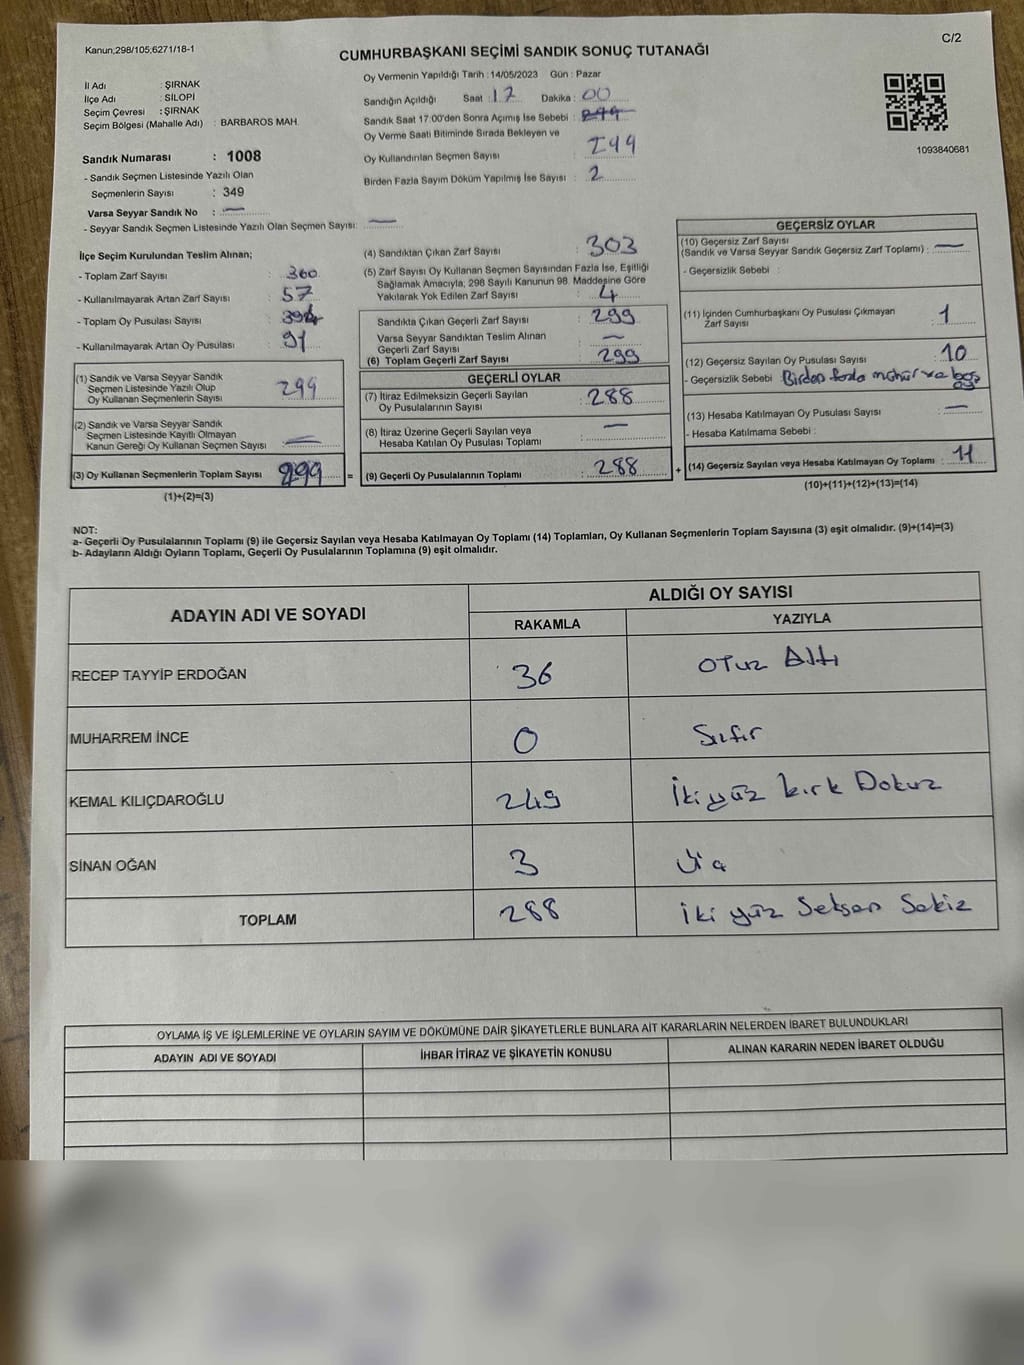 Kanun,298/105,6271/18-1
C/2
CUMHURBAŞKANI SEÇİMİ SANDIK SONUÇ TUTANAĞI
İl Adı : ŞIRNAK
İlçe Adı : SİLOPİ
Seçim Çevresi : ŞIRNAK
Seçim Bölgesi (Mahalle Adı) : BARBAROS MAH.
Sandık Numarası : 1008
- Sandık Seçmen Listesinde Yazılı Olan
Seçmenlerin Sayısı : 349
Varsa Seyyar Sandık No : —
- Seyyar Sandık Seçmen Listesinde Yazılı Olan Seçmen Sayısı: —
Oy Vermenin Yapıldığı Tarih : 14/05/2023 Gün : Pazar
Sandığın Açıldığı Saat : 17 Dakika : 00
Sandık Saat 17:00'den Sonra Açımış İse Sebebi :
Oy Verme Saati Bitiminde Sırada Bekleyen ve
Oy Kullandırılan Seçmen Sayısı : 299
Birden Fazla Sayım Döküm Yapılmış İse Sayısı : 2
1093840681
İlçe Seçim Kurulundan Teslim Alınan;
- Toplam Zarf Sayısı : 360
- Kullanılmayarak Artan Zarf Sayısı : 57
- Toplam Oy Pusulası Sayısı :
- Kullanılmayarak Artan Oy Pusulası : 91
(1) Sandık ve Varsa Seyyar Sandık
Seçmen Listesinde Yazılı Olup
Oy Kullanan Seçmenlerin Sayısı : 299
(2) Sandık ve Varsa Seyyar Sandık
Seçmen Listesinde Kayıtlı Olmayan
Kanun Gereği Oy Kullanan Seçmen Sayısı : —
(3) Oy Kullanan Seçmenlerin Toplam Sayısı : 299 =
(1)+(2)=(3)
(4) Sandıktan Çıkan Zarf Sayısı : 303
(5) Zarf Sayısı Oy Kullanan Seçmen Sayısından Fazla İse, Eşitliği
Sağlamak Amacıyla; 298 Sayılı Kanunun 98. Maddesine Göre
Yakılarak Yok Edilen Zarf Sayısı : 4
Sandıkta Çıkan Geçerli Zarf Sayısı : 299
Varsa Seyyar Sandıktan Teslim Alınan
Geçerli Zarf Sayısı : —
(6) Toplam Geçerli Zarf Sayısı : 299
GEÇERLİ OYLAR
(7) İtiraz Edilmeksizin Geçerli Sayılan
Oy Pusulalarının Sayısı : 288
(8) İtiraz Üzerine Geçerli Sayılan veya
Hesaba Katılan Oy Pusulası Toplamı : —
(9) Geçerli Oy Pusulalarının Toplamı : 288 +
GEÇERSİZ OYLAR
(10) Geçersiz Zarf Sayısı
(Sandık ve Varsa Seyyar Sandık Geçersiz Zarf Toplamı) : —
- Geçersizlik Sebebi :
(11) İçinden Cumhurbaşkanı Oy Pusulası Çıkmayan
Zarf Sayısı : 1
(12) Geçersiz Sayılan Oy Pusulası Sayısı : 10
- Geçersizlik Sebebi : Birden fazla mühür ve boş
(13) Hesaba Katılmayan Oy Pusulası Sayısı : —
- Hesaba Katılmama Sebebi :
(14) Geçersiz Sayılan veya Hesaba Katılmayan Oy Toplamı : 11
(10)+(11)+(12)+(13)=(14)
NOT:
a- Geçerli Oy Pusulalarının Toplamı (9) ile Geçersiz Sayılan veya Hesaba Katılmayan Oy Toplamı (14) Toplamları, Oy Kullanan Seçmenlerin Toplam Sayısına (3) eşit olmalıdır. (9)+(14)=(3)
b- Adayların Aldığı Oyların Toplamı, Geçerli Oy Pusulalarının Toplamına (9) eşit olmalıdır.
ADAYIN ADI VE SOYADI ALDIĞI OY SAYISI
RAKAMLA YAZIYLA
RECEP TAYYİP ERDOĞAN 36 OTUZ Altı
MUHARREM İNCE 0 Sıfır
KEMAL KILIÇDAROĞLU 249 İki yüz kırk Dokuz
SİNAN OĞAN 3 Üç
TOPLAM 288 İki yüz Seksen Sekiz
OYLAMA İŞ VE İŞLEMLERİNE VE OYLARIN SAYIM VE DÖKÜMÜNE DAİR ŞİKAYETLERLE BUNLARA AİT KARARLARIN NELERDEN İBARET BULUNDUKLARI
ADAYIN ADI VE SOYADI İHBAR İTİRAZ VE ŞİKAYETİN KONUSU ALINAN KARARIN NEDEN İBARET OLDUĞU